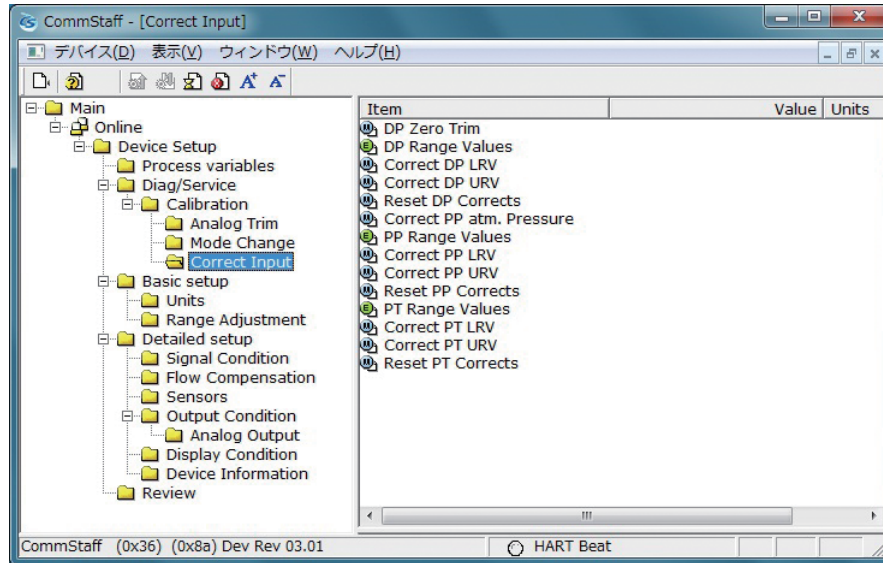 CommStaff - [Correct Input]
デバイス(D) 表示(V) ウィンドウ(W) ヘルプ(H)
Main
Online
Device Setup
Process variables
Diag/Service
Calibration
Analog Trim
Mode Change
Correct Input
Basic setup
Units
Range Adjustment
Detailed setup
Signal Condition
Flow Compensation
Sensors
Output Condition
Analog Output
Display Condition
Device Information
Review
Item Value Units
DP Zero Trim
DP Range Values
Correct DP LRV
Correct DP URV
Reset DP Corrects
Correct PP atm. Pressure
PP Range Values
Correct PP LRV
Correct PP URV
Reset PP Corrects
PT Range Values
Correct PT LRV
Correct PT URV
Reset PT Corrects
CommStaff (0x36) (0x8a) Dev Rev 03.01
HART Beat